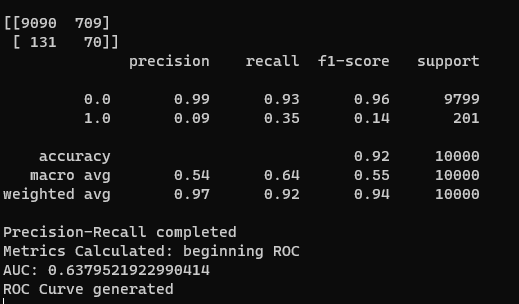 [[9090  709]
 [ 131   70]]
              precision    recall  f1-score   support

         0.0       0.99      0.93      0.96      9799
         1.0       0.09      0.35      0.14       201

    accuracy                           0.92     10000
   macro avg       0.54      0.64      0.55     10000
weighted avg       0.97      0.92      0.94     10000

Precision-Recall completed
Metrics Calculated: beginning ROC
AUC: 0.6379521922990414
ROC Curve generated